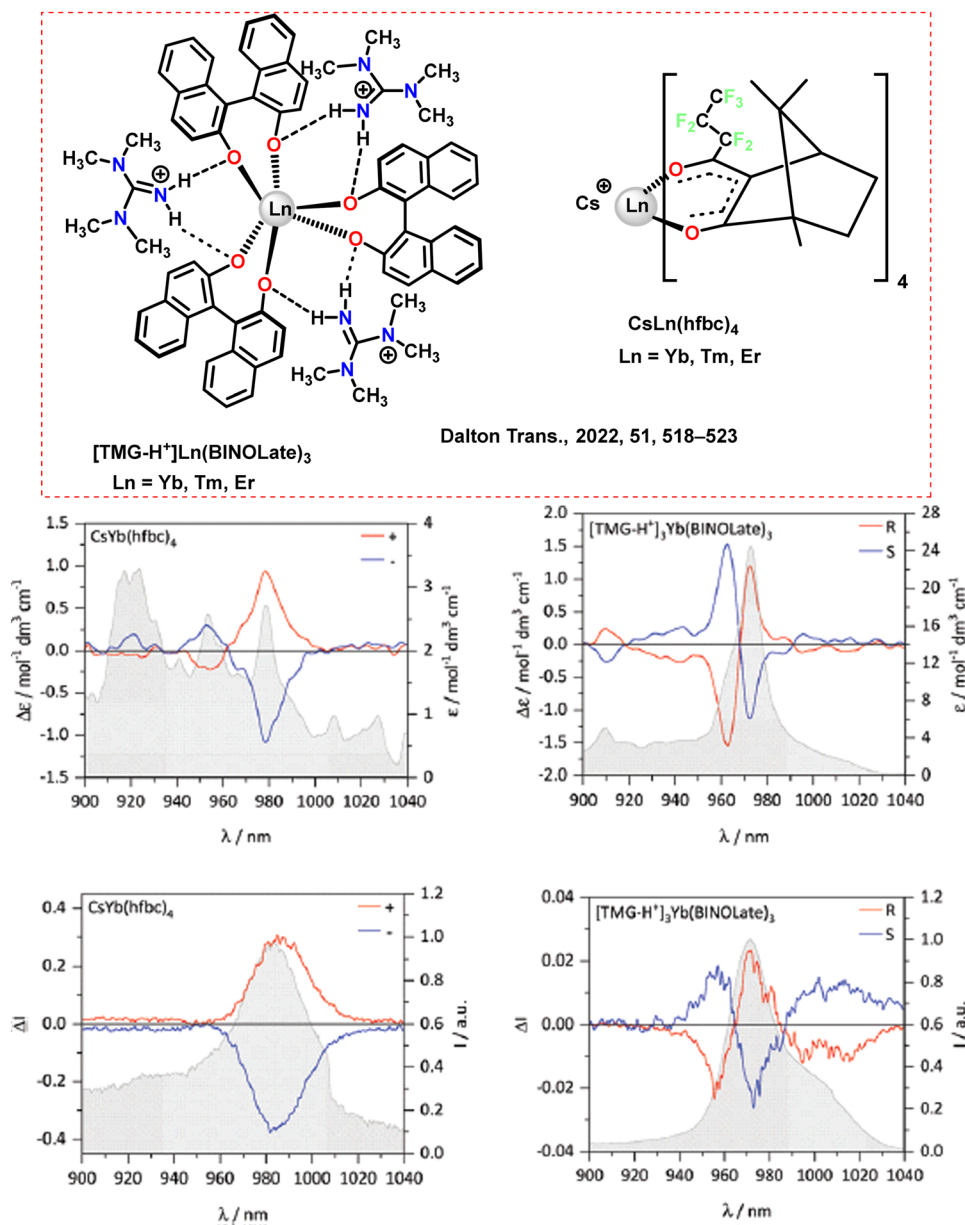 CH₃
CH₃
H₃C
N
N
CH₃
⊕
N
CH₃
H
H
CH₃
H₃C
N
⊕
H
N
H
N
H₃C
CH₃
O
O
O
Ln
O
O
O
H
H
N
CH₃
N
CH₃
⊕
N
H₃C
CH₃
CF₃
F₂C
CF₂
O
⊕
Cs
Ln
O
4
CsLn(hfbc)₄
Ln = Yb, Tm, Er
Dalton Trans., 2022, 51, 518–523
[TMG-H⁺]Ln(BINOLate)₃
Ln = Yb, Tm, Er
CsYb(hfbc)₄
+
-
1.5
1.0
0.5
0.0
-0.5
-1.0
-1.5
4
3
2
1
0
Δε / mol⁻¹ dm³ cm⁻¹
ε / mol⁻¹ dm³ cm⁻¹
900 920 940 960 980 1000 1020 1040
λ / nm
[TMG-H⁺]₃Yb(BINOLate)₃
R
S
2.0
1.5
1.0
0.5
0.0
-0.5
-1.0
-1.5
-2.0
28
24
20
16
12
8
4
0
Δε / mol⁻¹ dm³ cm⁻¹
ε / mol⁻¹ dm³ cm⁻¹
900 920 940 960 980 1000 1020 1040
λ / nm
CsYb(hfbc)₄
+
-
0.4
0.2
0.0
-0.2
-0.4
1.2
1.0
0.8
0.6
0.4
0.2
0.0
ΔI
I / a.u.
900 920 940 960 980 1000 1020 1040
λ / nm
[TMG-H⁺]₃Yb(BINOLate)₃
R
S
0.04
0.02
0.00
-0.02
-0.04
1.2
1.0
0.8
0.6
0.4
0.2
0.0
ΔI
I / a.u.
900 920 940 960 980 1000 1020 1040
λ / nm